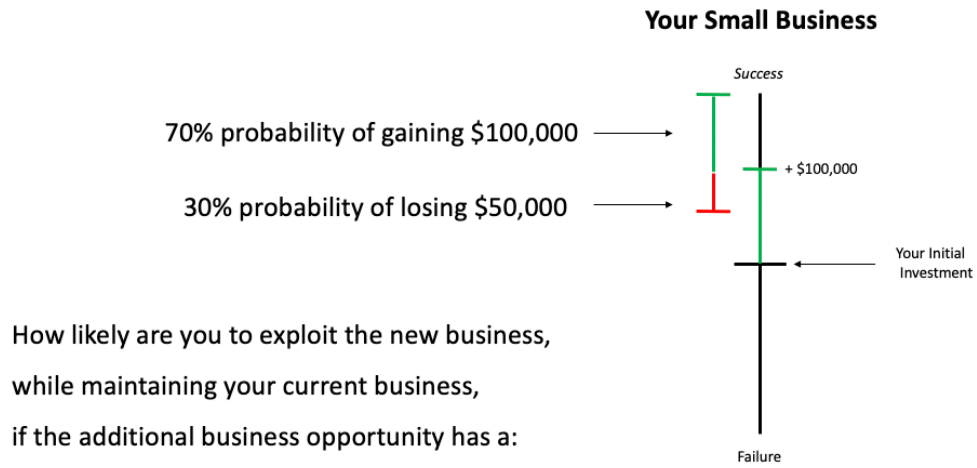 Your Small Business
Success
70% probability of gaining $100,000
+ $100,000
30% probability of losing $50,000
Your Initial
Investment
How likely are you to exploit the new business,
while maintaining your current business,
if the additional business opportunity has a:
Failure